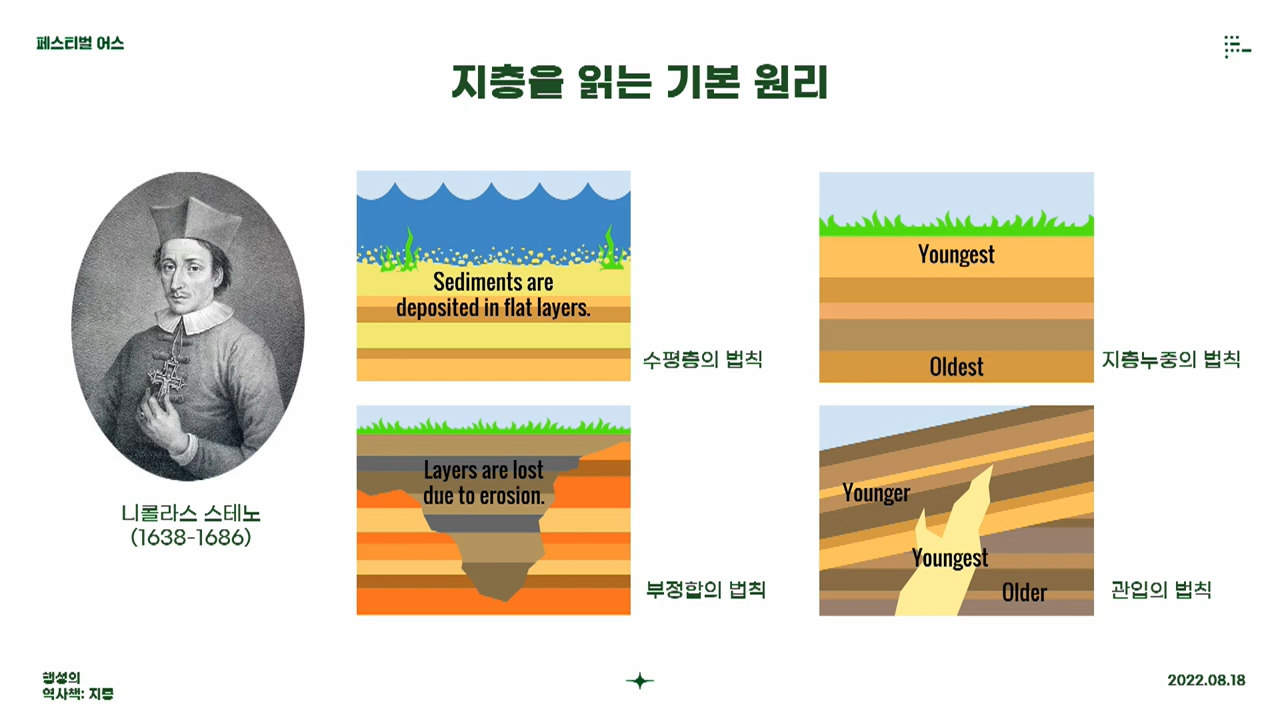 페스티벌 어스
지층을 읽는 기본 원리
Sediments are
deposited in flat layers.
수평층의 법칙
Youngest
Oldest
지층누중의 법칙
Layers are lost
due to erosion.
부정합의 법칙
Younger
Youngest
Older
관입의 법칙
니콜라스 스테노
(1638-1686)
행성의
역사책: 지층
2022.08.18